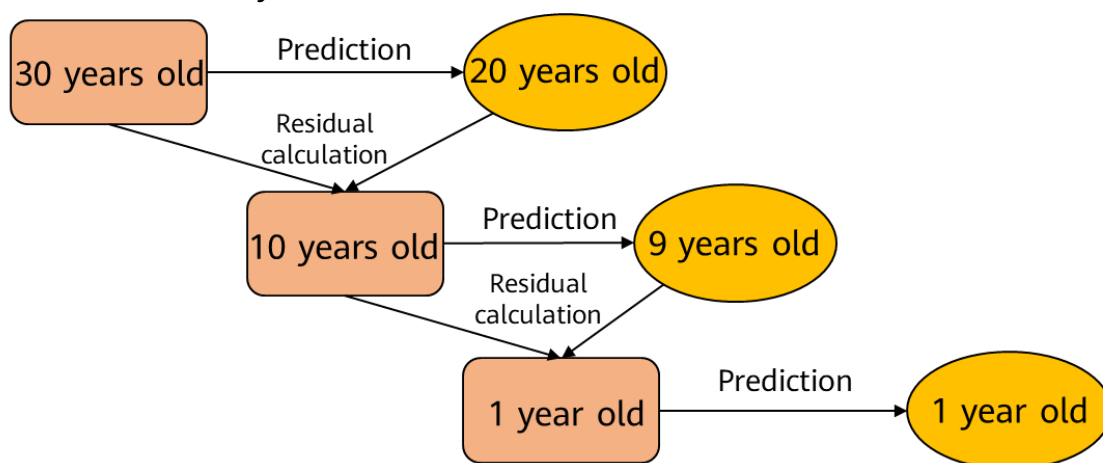 Prediction
30 years old
20 years old
Residual
calculation
Prediction
10 years old
9 years old
Residual
calculation
Prediction
1 year old
1 year old